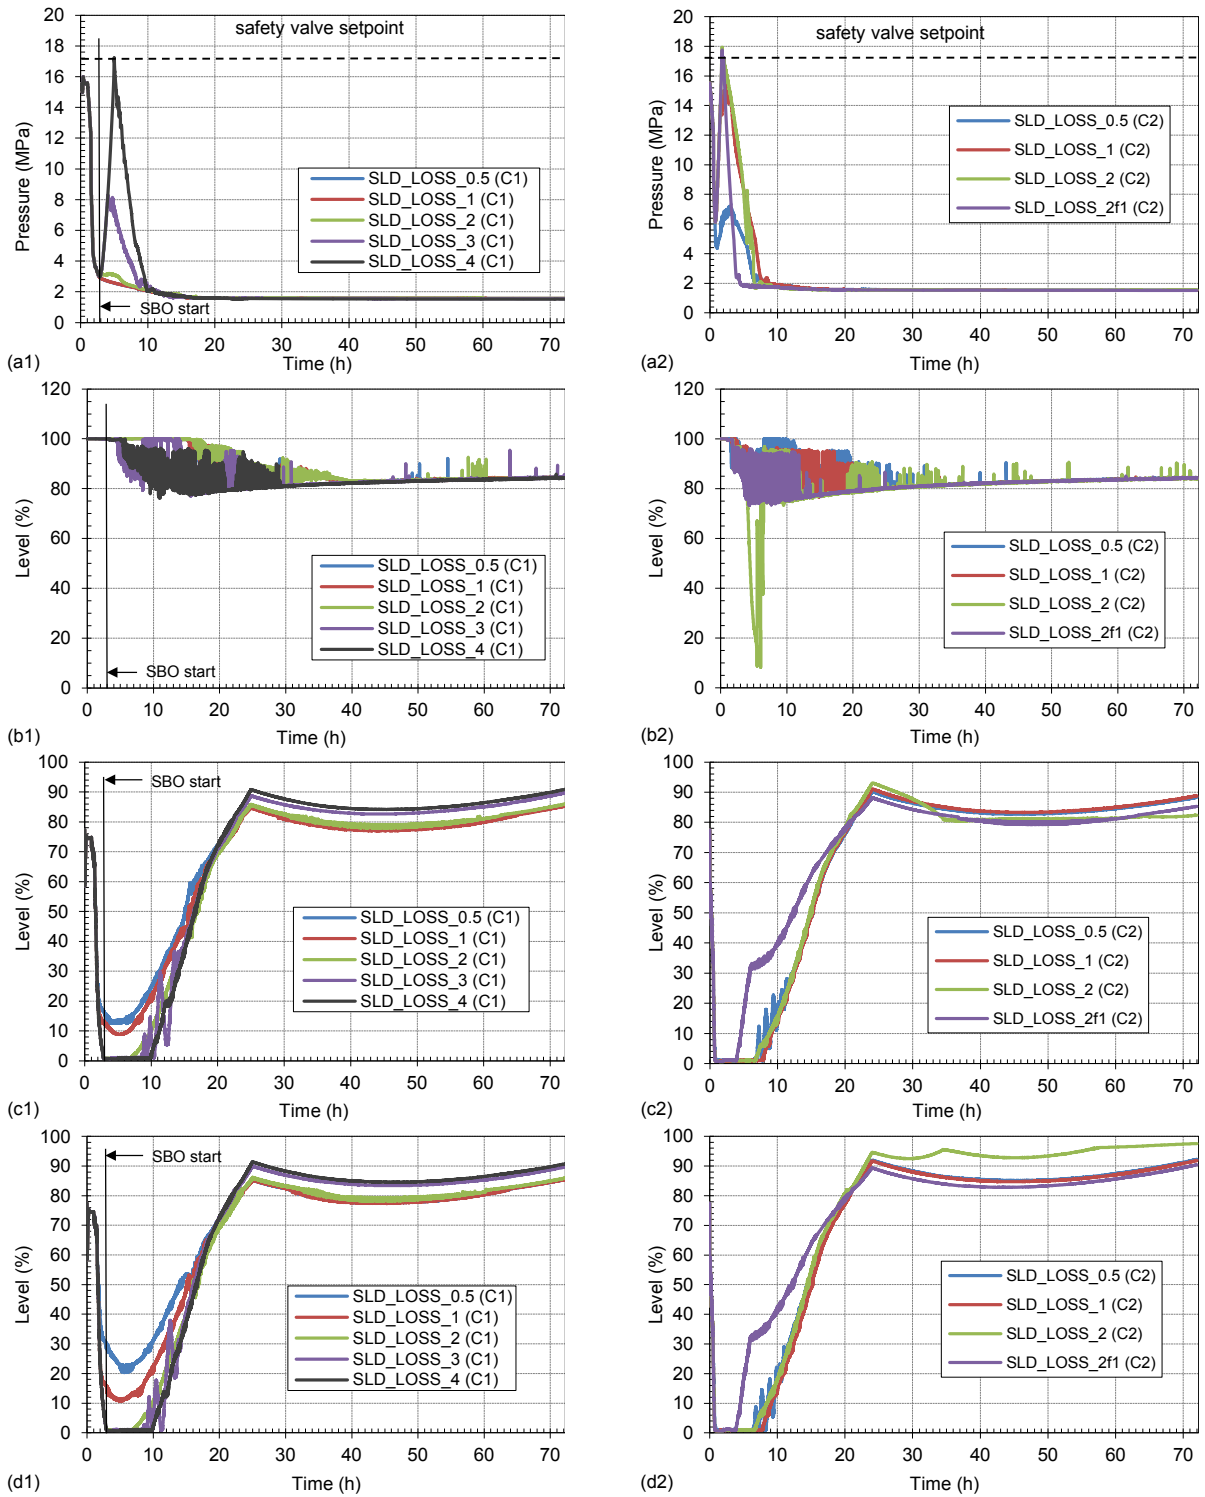 safety valve setpoint
20
18
16
14
12
10
8
6
4
2
0
Pressure (MPa)
SLD_LOSS_0.5 (C1)
SLD_LOSS_1 (C1)
SLD_LOSS_2 (C1)
SLD_LOSS_3 (C1)
SLD_LOSS_4 (C1)
SBO start
0 10 20 30 40 50 60 70
Time (h)
(a1)
safety valve setpoint
20
18
16
14
12
10
8
6
4
2
0
Pressure (MPa)
SLD_LOSS_0.5 (C2)
SLD_LOSS_1 (C2)
SLD_LOSS_2 (C2)
SLD_LOSS_2f1 (C2)
0 10 20 30 40 50 60 70
Time (h)
(a2)
120
100
80
60
40
20
0
Level (%)
SLD_LOSS_0.5 (C1)
SLD_LOSS_1 (C1)
SLD_LOSS_2 (C1)
SLD_LOSS_3 (C1)
SLD_LOSS_4 (C1)
SBO start
0 10 20 30 40 50 60 70
Time (h)
(b1)
120
100
80
60
40
20
0
Level (%)
SLD_LOSS_0.5 (C2)
SLD_LOSS_1 (C2)
SLD_LOSS_2 (C2)
SLD_LOSS_2f1 (C2)
0 10 20 30 40 50 60 70
Time (h)
(b2)
100
90
80
70
60
50
40
30
20
10
0
Level (%)
SBO start
SLD_LOSS_0.5 (C1)
SLD_LOSS_1 (C1)
SLD_LOSS_2 (C1)
SLD_LOSS_3 (C1)
SLD_LOSS_4 (C1)
0 10 20 30 40 50 60 70
Time (h)
(c1)
100
90
80
70
60
50
40
30
20
10
0
Level (%)
SLD_LOSS_0.5 (C2)
SLD_LOSS_1 (C2)
SLD_LOSS_2 (C2)
SLD_LOSS_2f1 (C2)
0 10 20 30 40 50 60 70
Time (h)
(c2)
100
90
80
70
60
50
40
30
20
10
0
Level (%)
SBO start
SLD_LOSS_0.5 (C1)
SLD_LOSS_1 (C1)
SLD_LOSS_2 (C1)
SLD_LOSS_3 (C1)
SLD_LOSS_4 (C1)
0 10 20 30 40 50 60 70
Time (h)
(d1)
100
90
80
70
60
50
40
30
20
10
0
Level (%)
SLD_LOSS_0.5 (C2)
SLD_LOSS_1 (C2)
SLD_LOSS_2 (C2)
SLD_LOSS_2f1 (C2)
0 10 20 30 40 50 60 70
Time (h)
(d2)